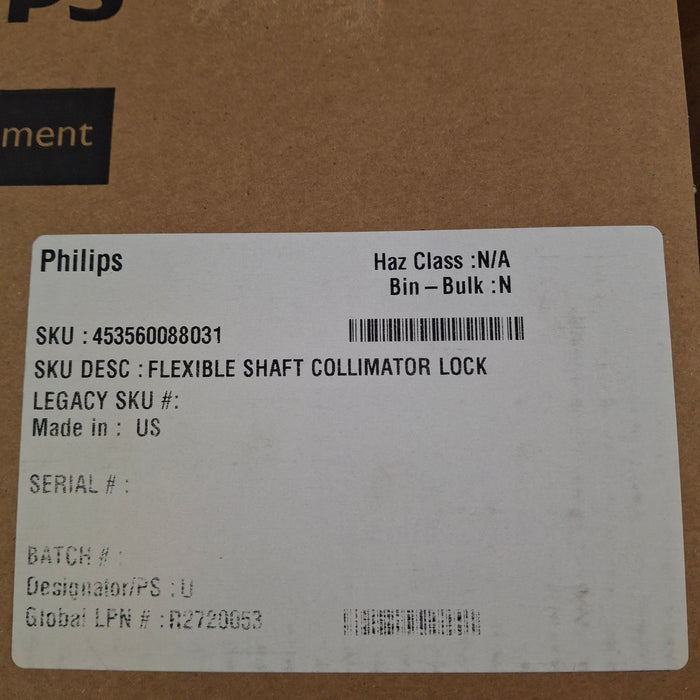 PS
ment
Philips
Haz Class :N/A
Bin – Bulk :N
SKU : 453560088031
SKU DESC : FLEXIBLE SHAFT COLLIMATOR LOCK
LEGACY SKU #:
Made in : US
SERIAL # :
BATCH # :
Designator/PS : U
Global LPN # : R2720053